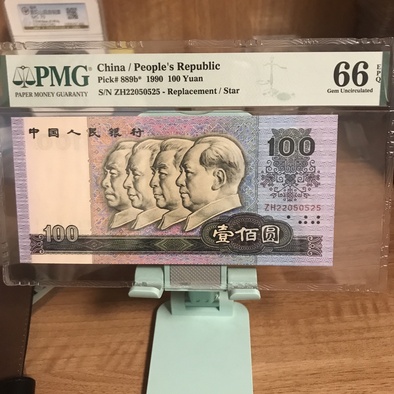 PMG
PAPER MONEY GUARANTY
China / People's Republic
Pick# 889b* 1990 100 Yuan
S/N ZH22050525 - Replacement / Star
66 EPQ
Gem Uncirculated
中国人民银行
100
ZH22050525
100
壹佰圆